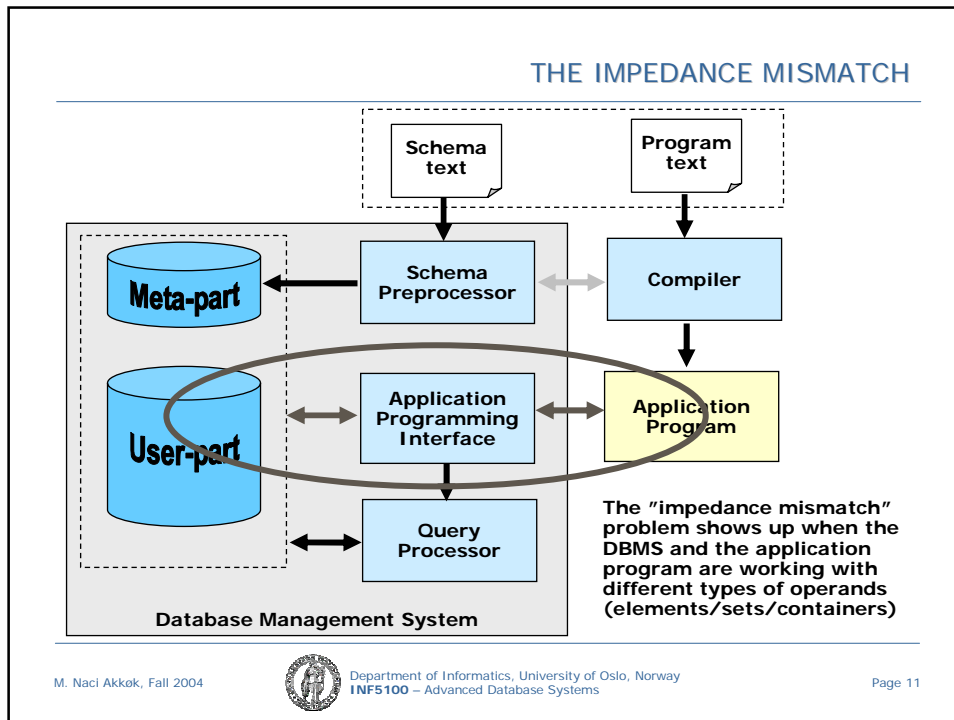 THE IMPEDANCE MISMATCH
Schema
text
Program
text
Meta-part
Schema
Preprocessor
Compiler
User-part
Application
Programming
Interface
Application
Program
Query
Processor
The "impedance mismatch"
problem shows up when the
DBMS and the application
program are working with
different types of operands
(elements/sets/containers)
Database Management System
M. Naci Akkøk, Fall 2004
Department of Informatics, University of Oslo, Norway
INF5100 – Advanced Database Systems
Page 11